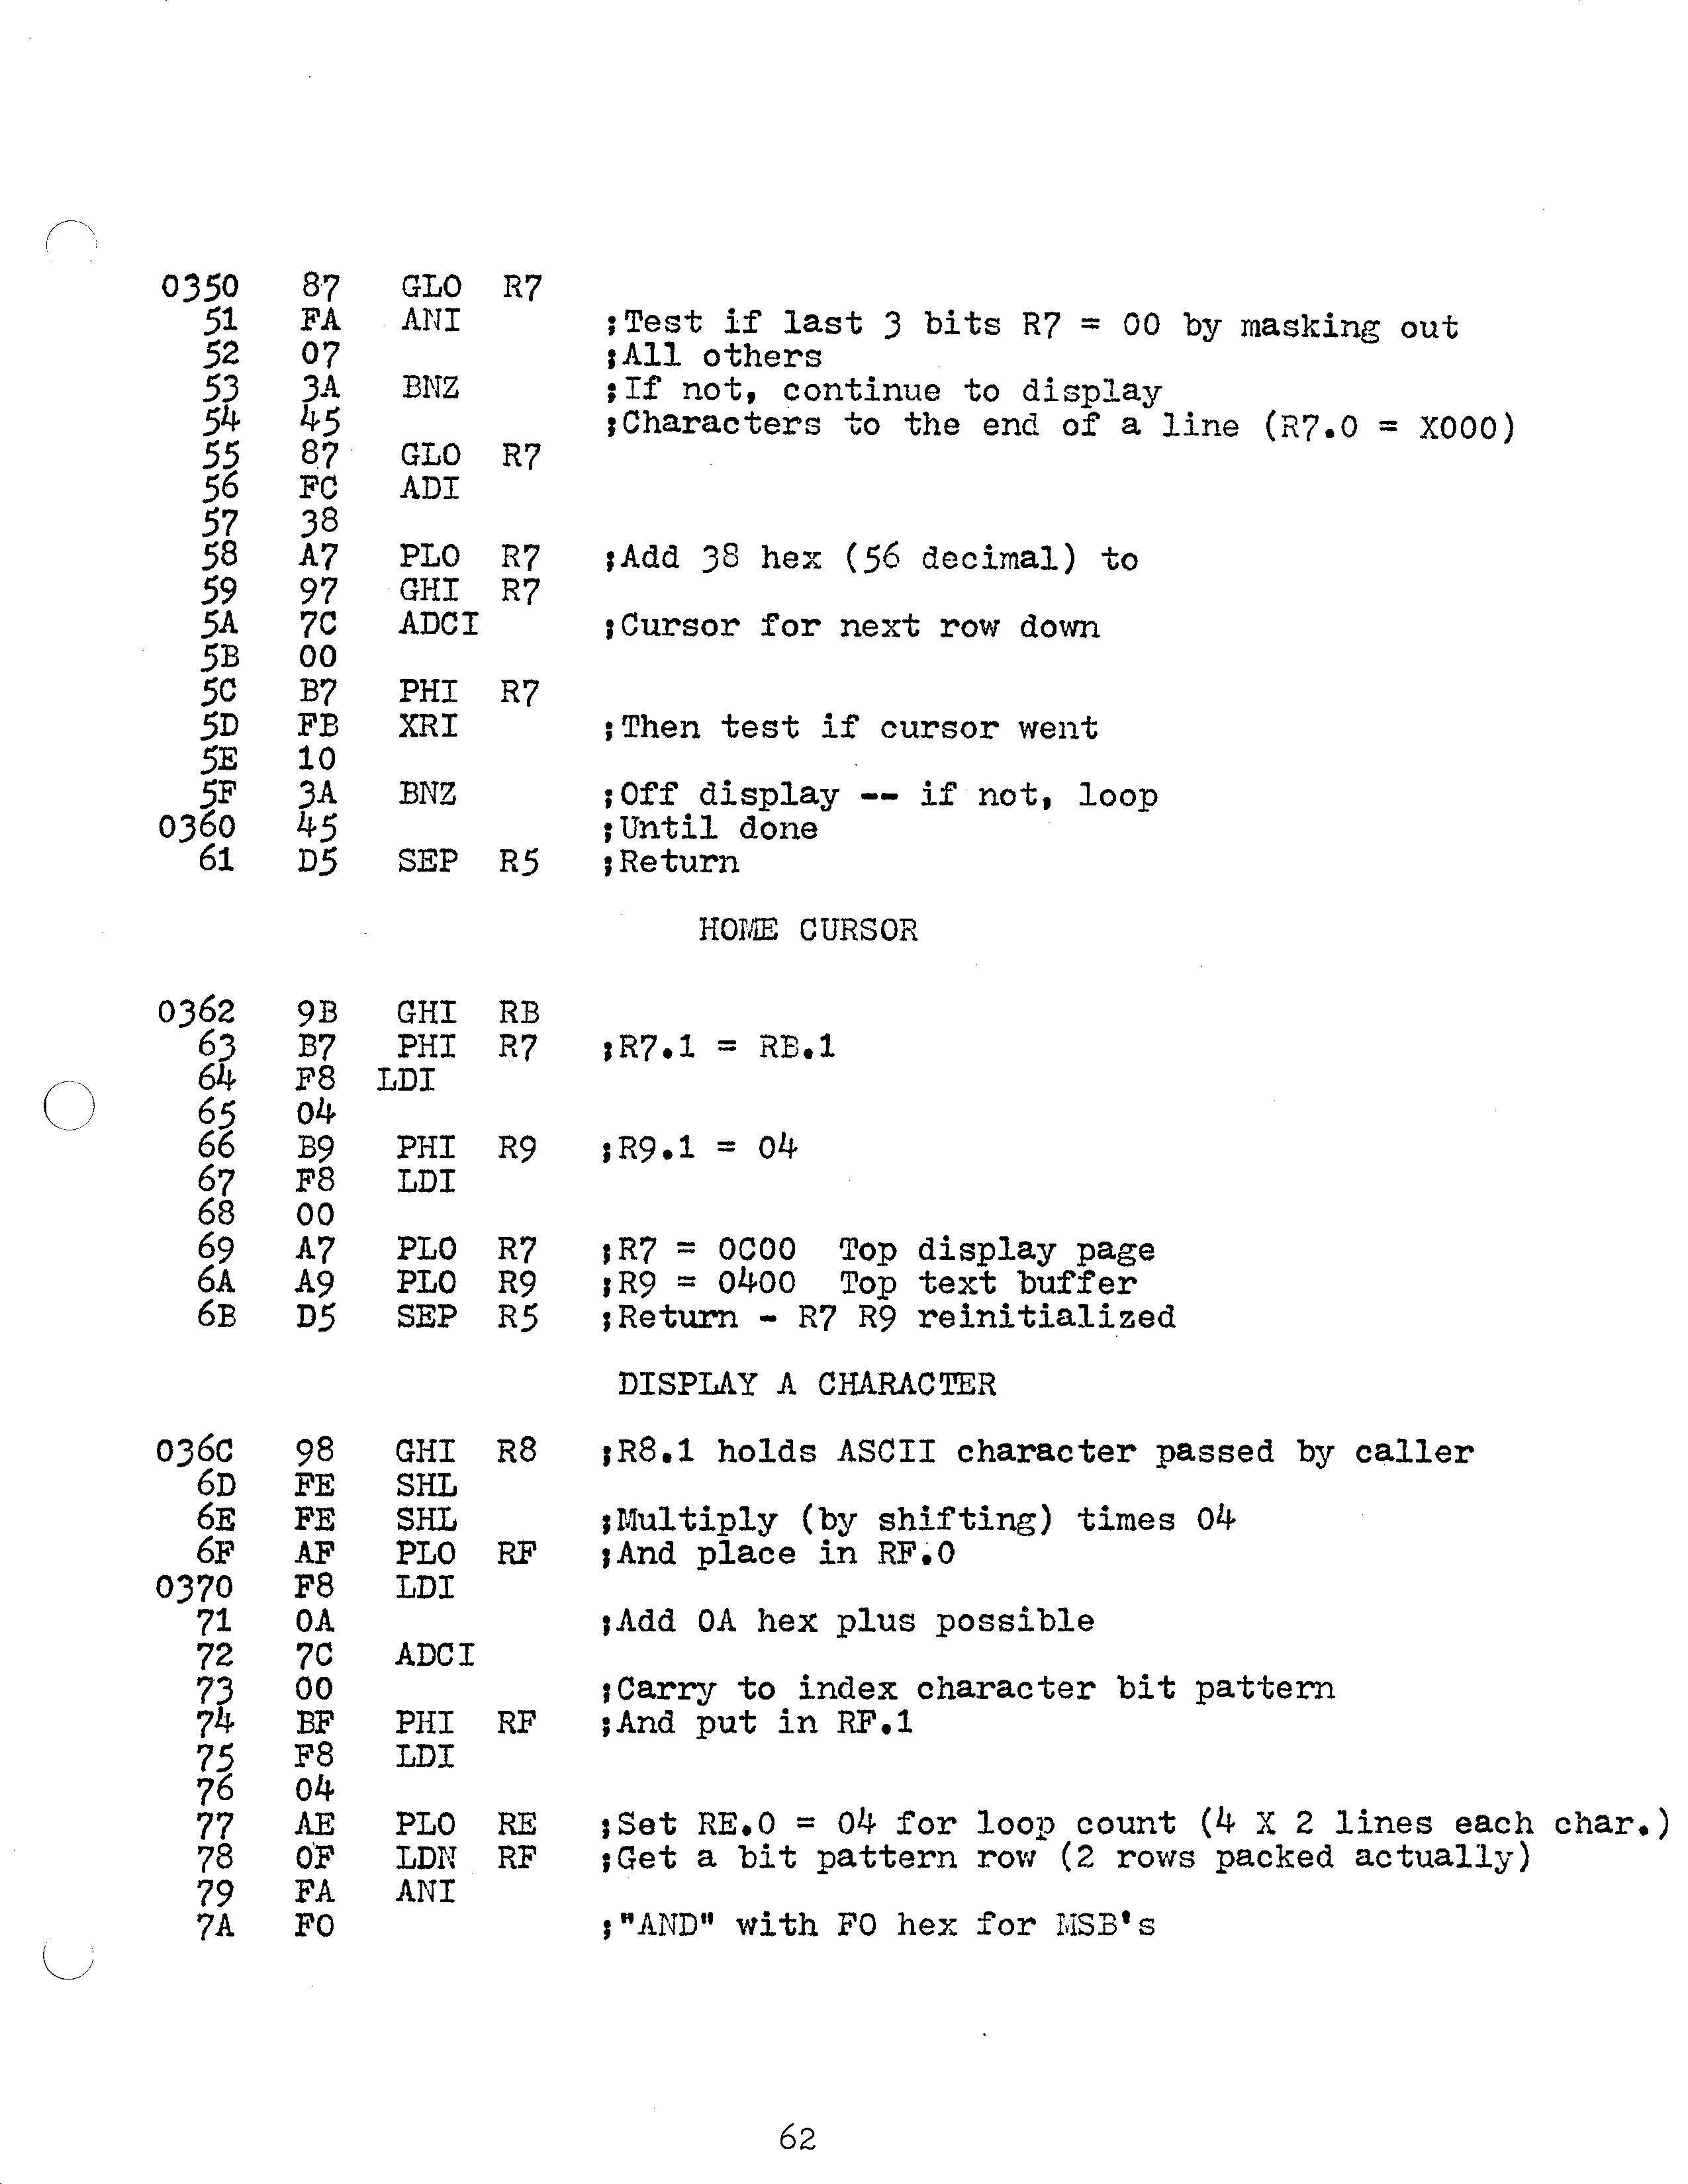 0350 87 GLO R7
51 FA ANI ;Test if last 3 bits R7 = 00 by masking out
52 07 ;All others
53 3A BNZ ;If not, continue to display
54 45 ;Characters to the end of a line (R7.0 = X000)
55 87 GLO R7
56 FC ADI
57 38
58 A7 PLO R7 ;Add 38 hex (56 decimal) to
59 97 GHI R7
5A 7C ADCI ;Cursor for next row down
5B 00
5C B7 PHI R7
5D FB XRI ;Then test if cursor went
5E 10
5F 3A BNZ ;Off display -- if not, loop
0360 45 ;Until done
61 D5 SEP R5 ;Return
HOME CURSOR
0362 9B GHI RB
63 B7 PHI R7 ;R7.1 = RB.1
64 F8 LDI
65 04
66 B9 PHI R9 ;R9.1 = 04
67 F8 LDI
68 00
69 A7 PLO R7 ;R7 = 0C00 Top display page
6A A9 PLO R9 ;R9 = 0400 Top text buffer
6B D5 SEP R5 ;Return - R7 R9 reinitialized
DISPLAY A CHARACTER
036C 98 GHI R8 ;R8.1 holds ASCII character passed by caller
6D FE SHL
6E FE SHL ;Multiply (by shifting) times 04
6F AF PLO RF ;And place in RF.0
0370 F8 LDI
71 0A ;Add 0A hex plus possible
72 7C ADCI
73 00 ;Carry to index character bit pattern
74 BF PHI RF ;And put in RF.1
75 F8 LDI
76 04
77 AE PLO RE ;Set RE.0 = 04 for loop count (4 X 2 lines each char.)
78 0F LDN RF ;Get a bit pattern row (2 rows packed actually)
79 FA ANI
7A F0 ;"AND" with F0 hex for MSB's
62